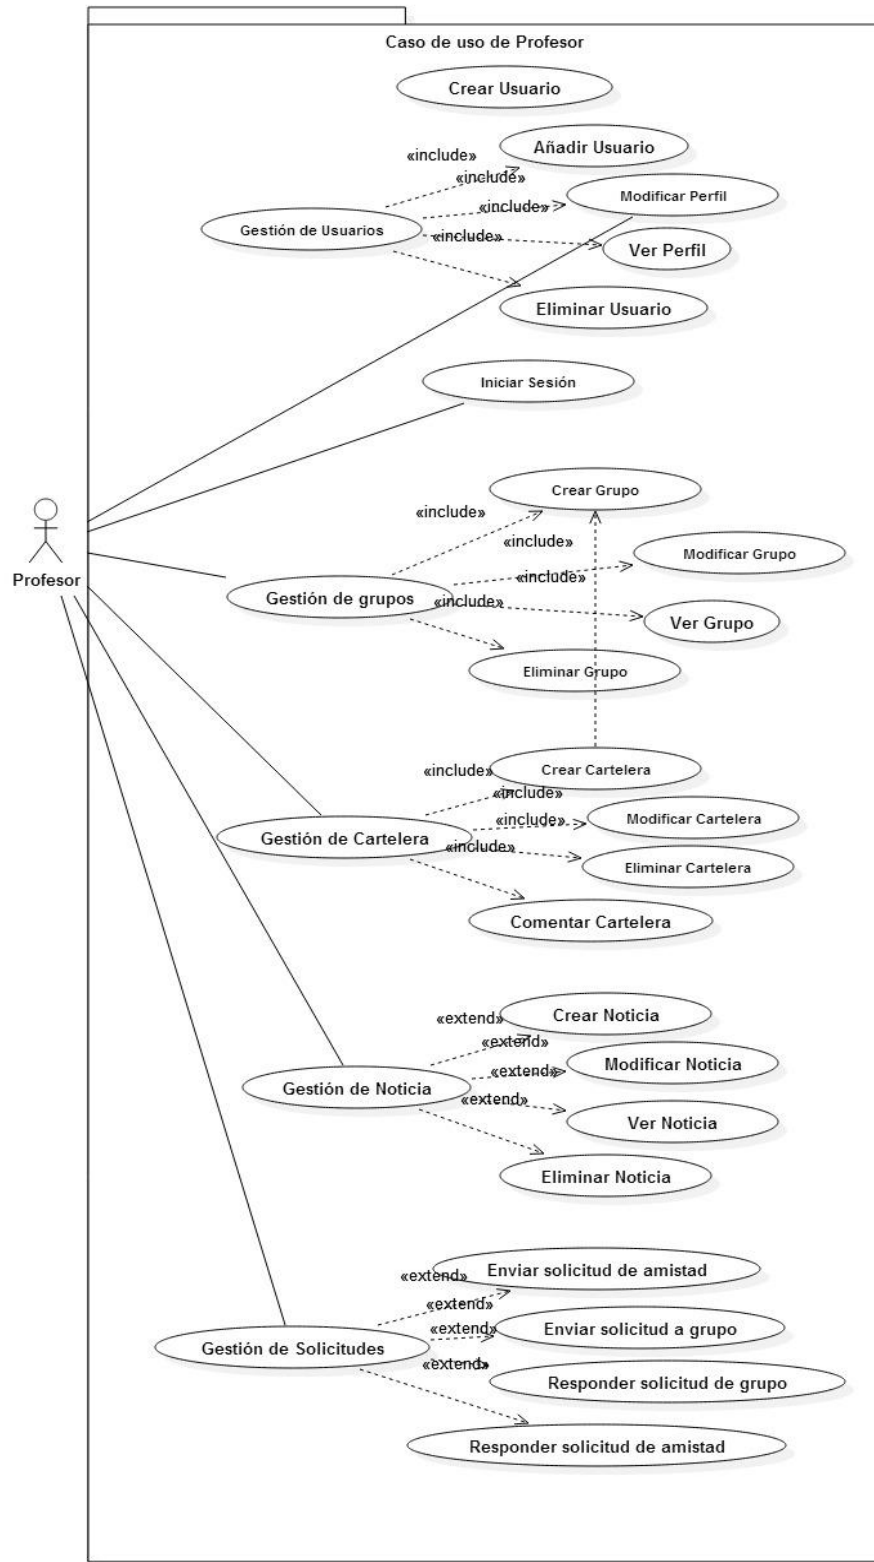 Caso de uso de Profesor
Crear Usuario
Añadir Usuario
«include»
«include»
Modificar Perfil
«include»
Gestión de Usuarios
«include»
Ver Perfil
Eliminar Usuario
Iniciar Sesión
Crear Grupo
«include»
«include»
Modificar Grupo
Profesor
«include»
Gestión de grupos
«include»
Ver Grupo
Eliminar Grupo
«include»
Crear Cartelera
«include»
Modificar Cartelera
«include»
Gestión de Cartelera
«include»
Eliminar Cartelera
Comentar Cartelera
Crear Noticia
«extend»
«extend»
Modificar Noticia
«extend»
Gestión de Noticia
«extend»
Ver Noticia
Eliminar Noticia
Enviar solicitud de amistad
«extend»
«extend»
Enviar solicitud a grupo
«extend»
Gestión de Solicitudes
«extend»
Responder solicitud de grupo
Responder solicitud de amistad